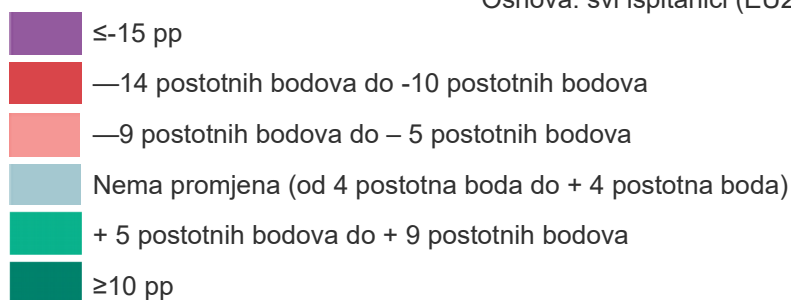 Osnova: svi ispitanici (EU2
≤-15 pp
—14 postotnih bodova do -10 postotnih bodova
—9 postotnih bodova do – 5 postotnih bodova
Nema promjena (od 4 postotna boda do + 4 postotna boda)
+ 5 postotnih bodova do + 9 postotnih bodova
≥10 pp